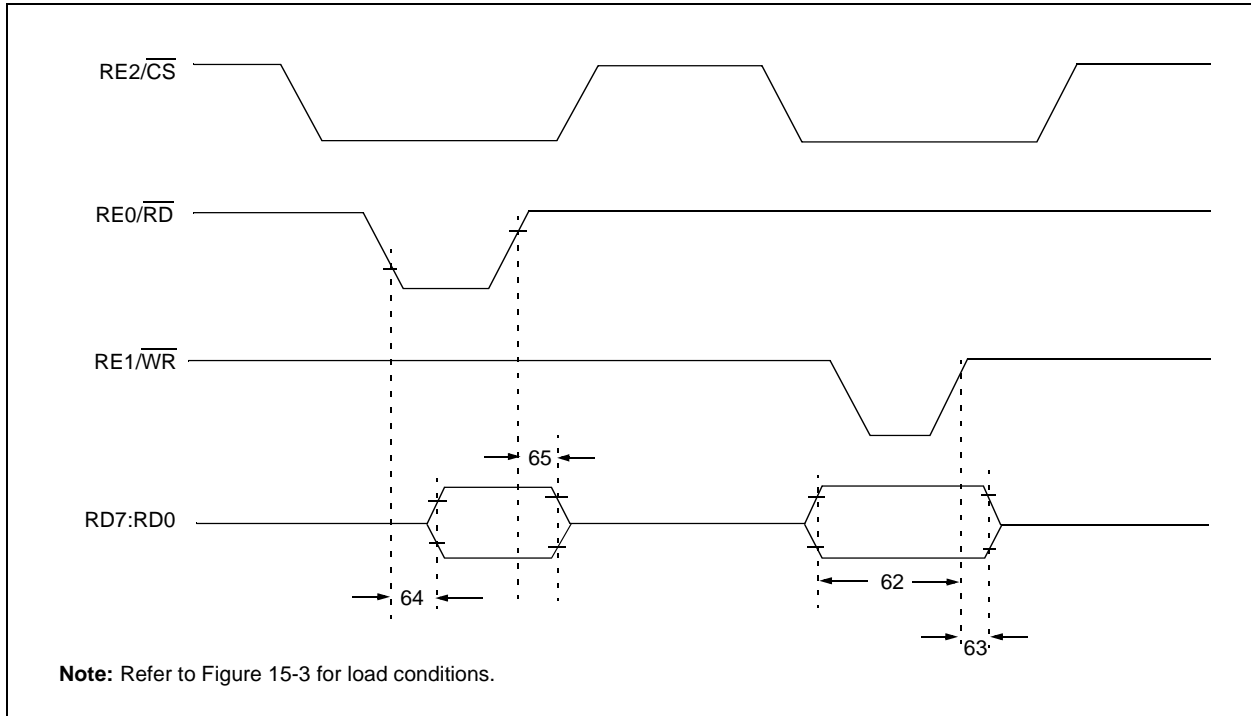 RE2/CS
RE0/RD
RE1/WR
65
RD7:RD0
62
64
63
Note: Refer to Figure 15-3 for load conditions.